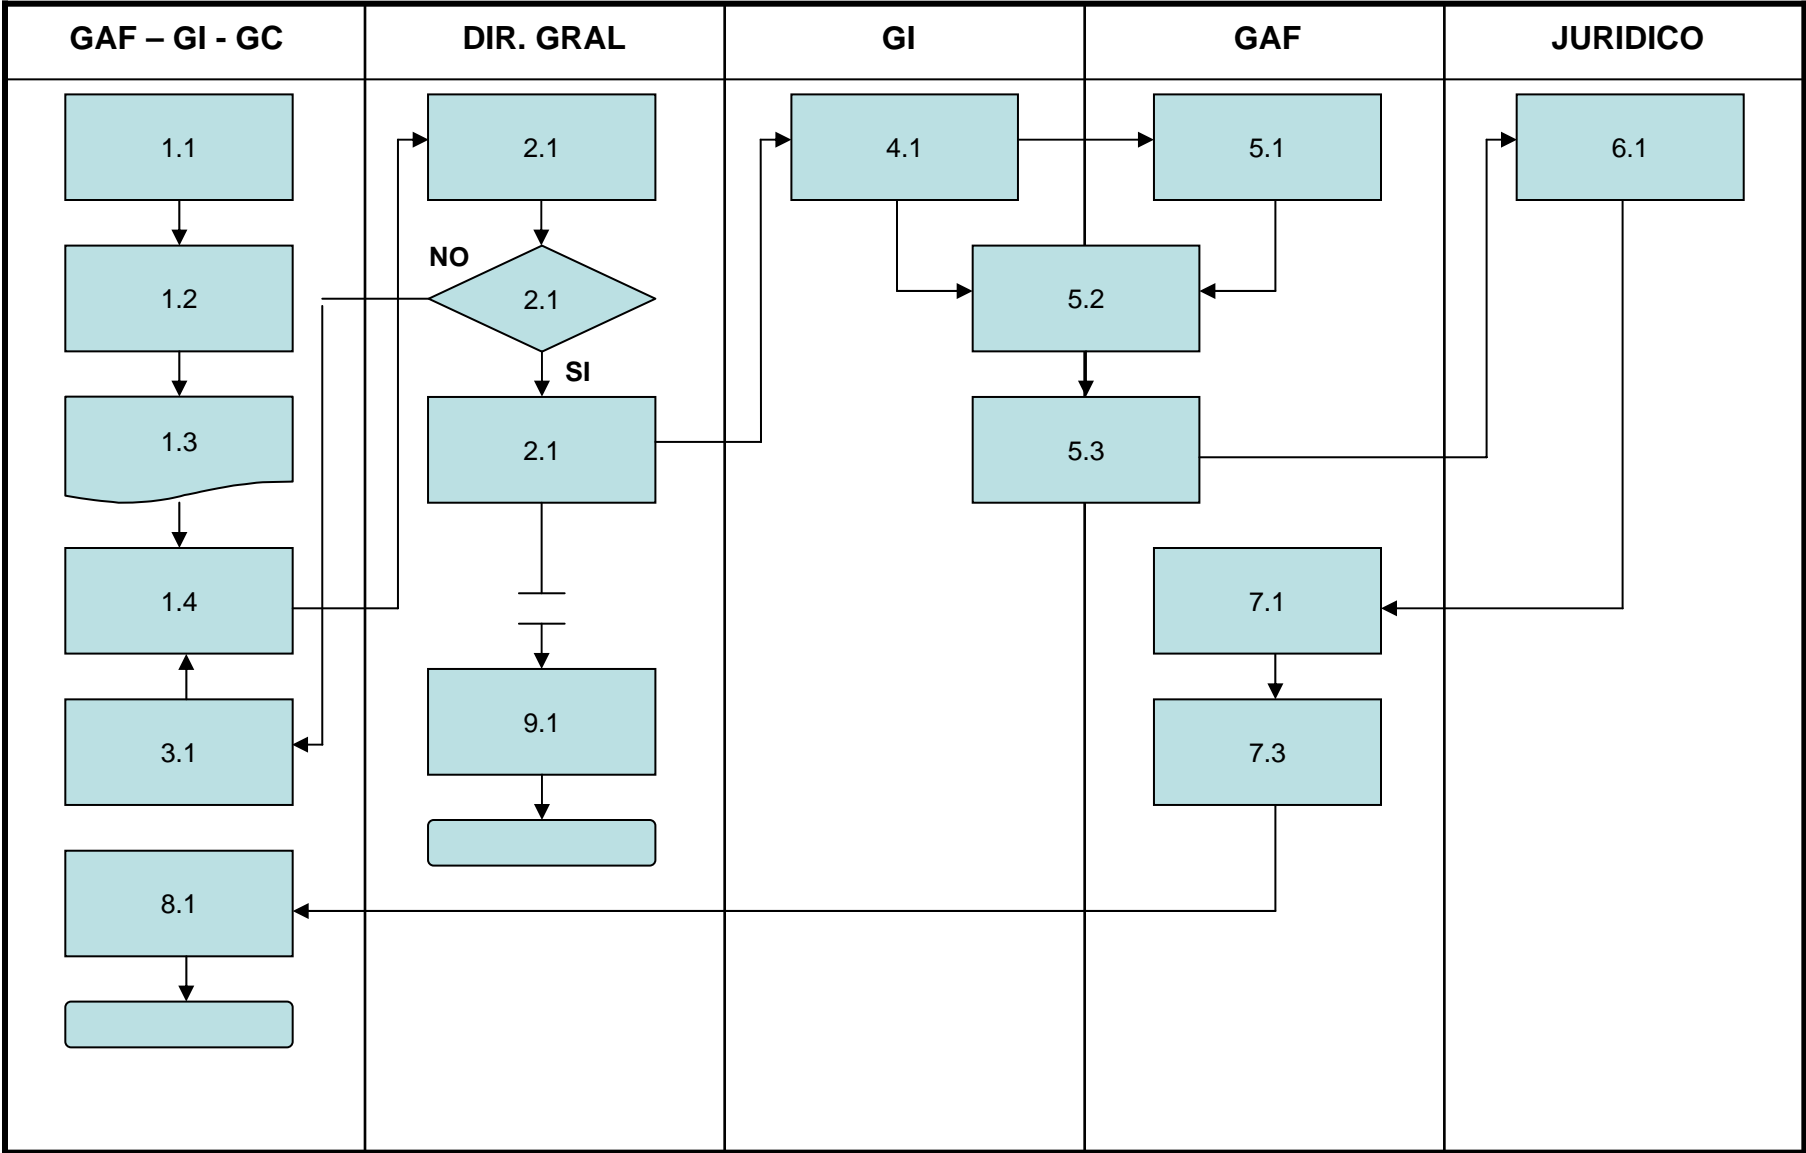 GAF – GI - GC
DIR. GRAL
GI
GAF
JURIDICO
1.1
1.2
1.3
1.4
3.1
8.1
2.1
NO
2.1
SI
2.1
9.1
4.1
5.1
5.2
5.3
7.1
7.3
6.1